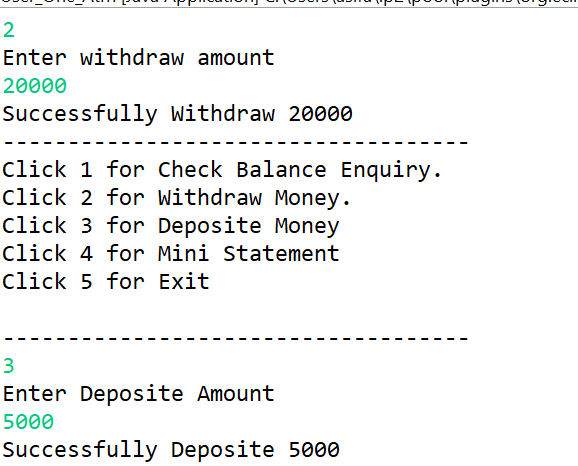 2
Enter withdraw amount
20000
Successfully Withdraw 20000
------------------------------------
Click 1 for Check Balance Enquiry.
Click 2 for Withdraw Money.
Click 3 for Deposite Money
Click 4 for Mini Statement
Click 5 for Exit
------------------------------------
3
Enter Deposite Amount
5000
Successfully Deposite 5000